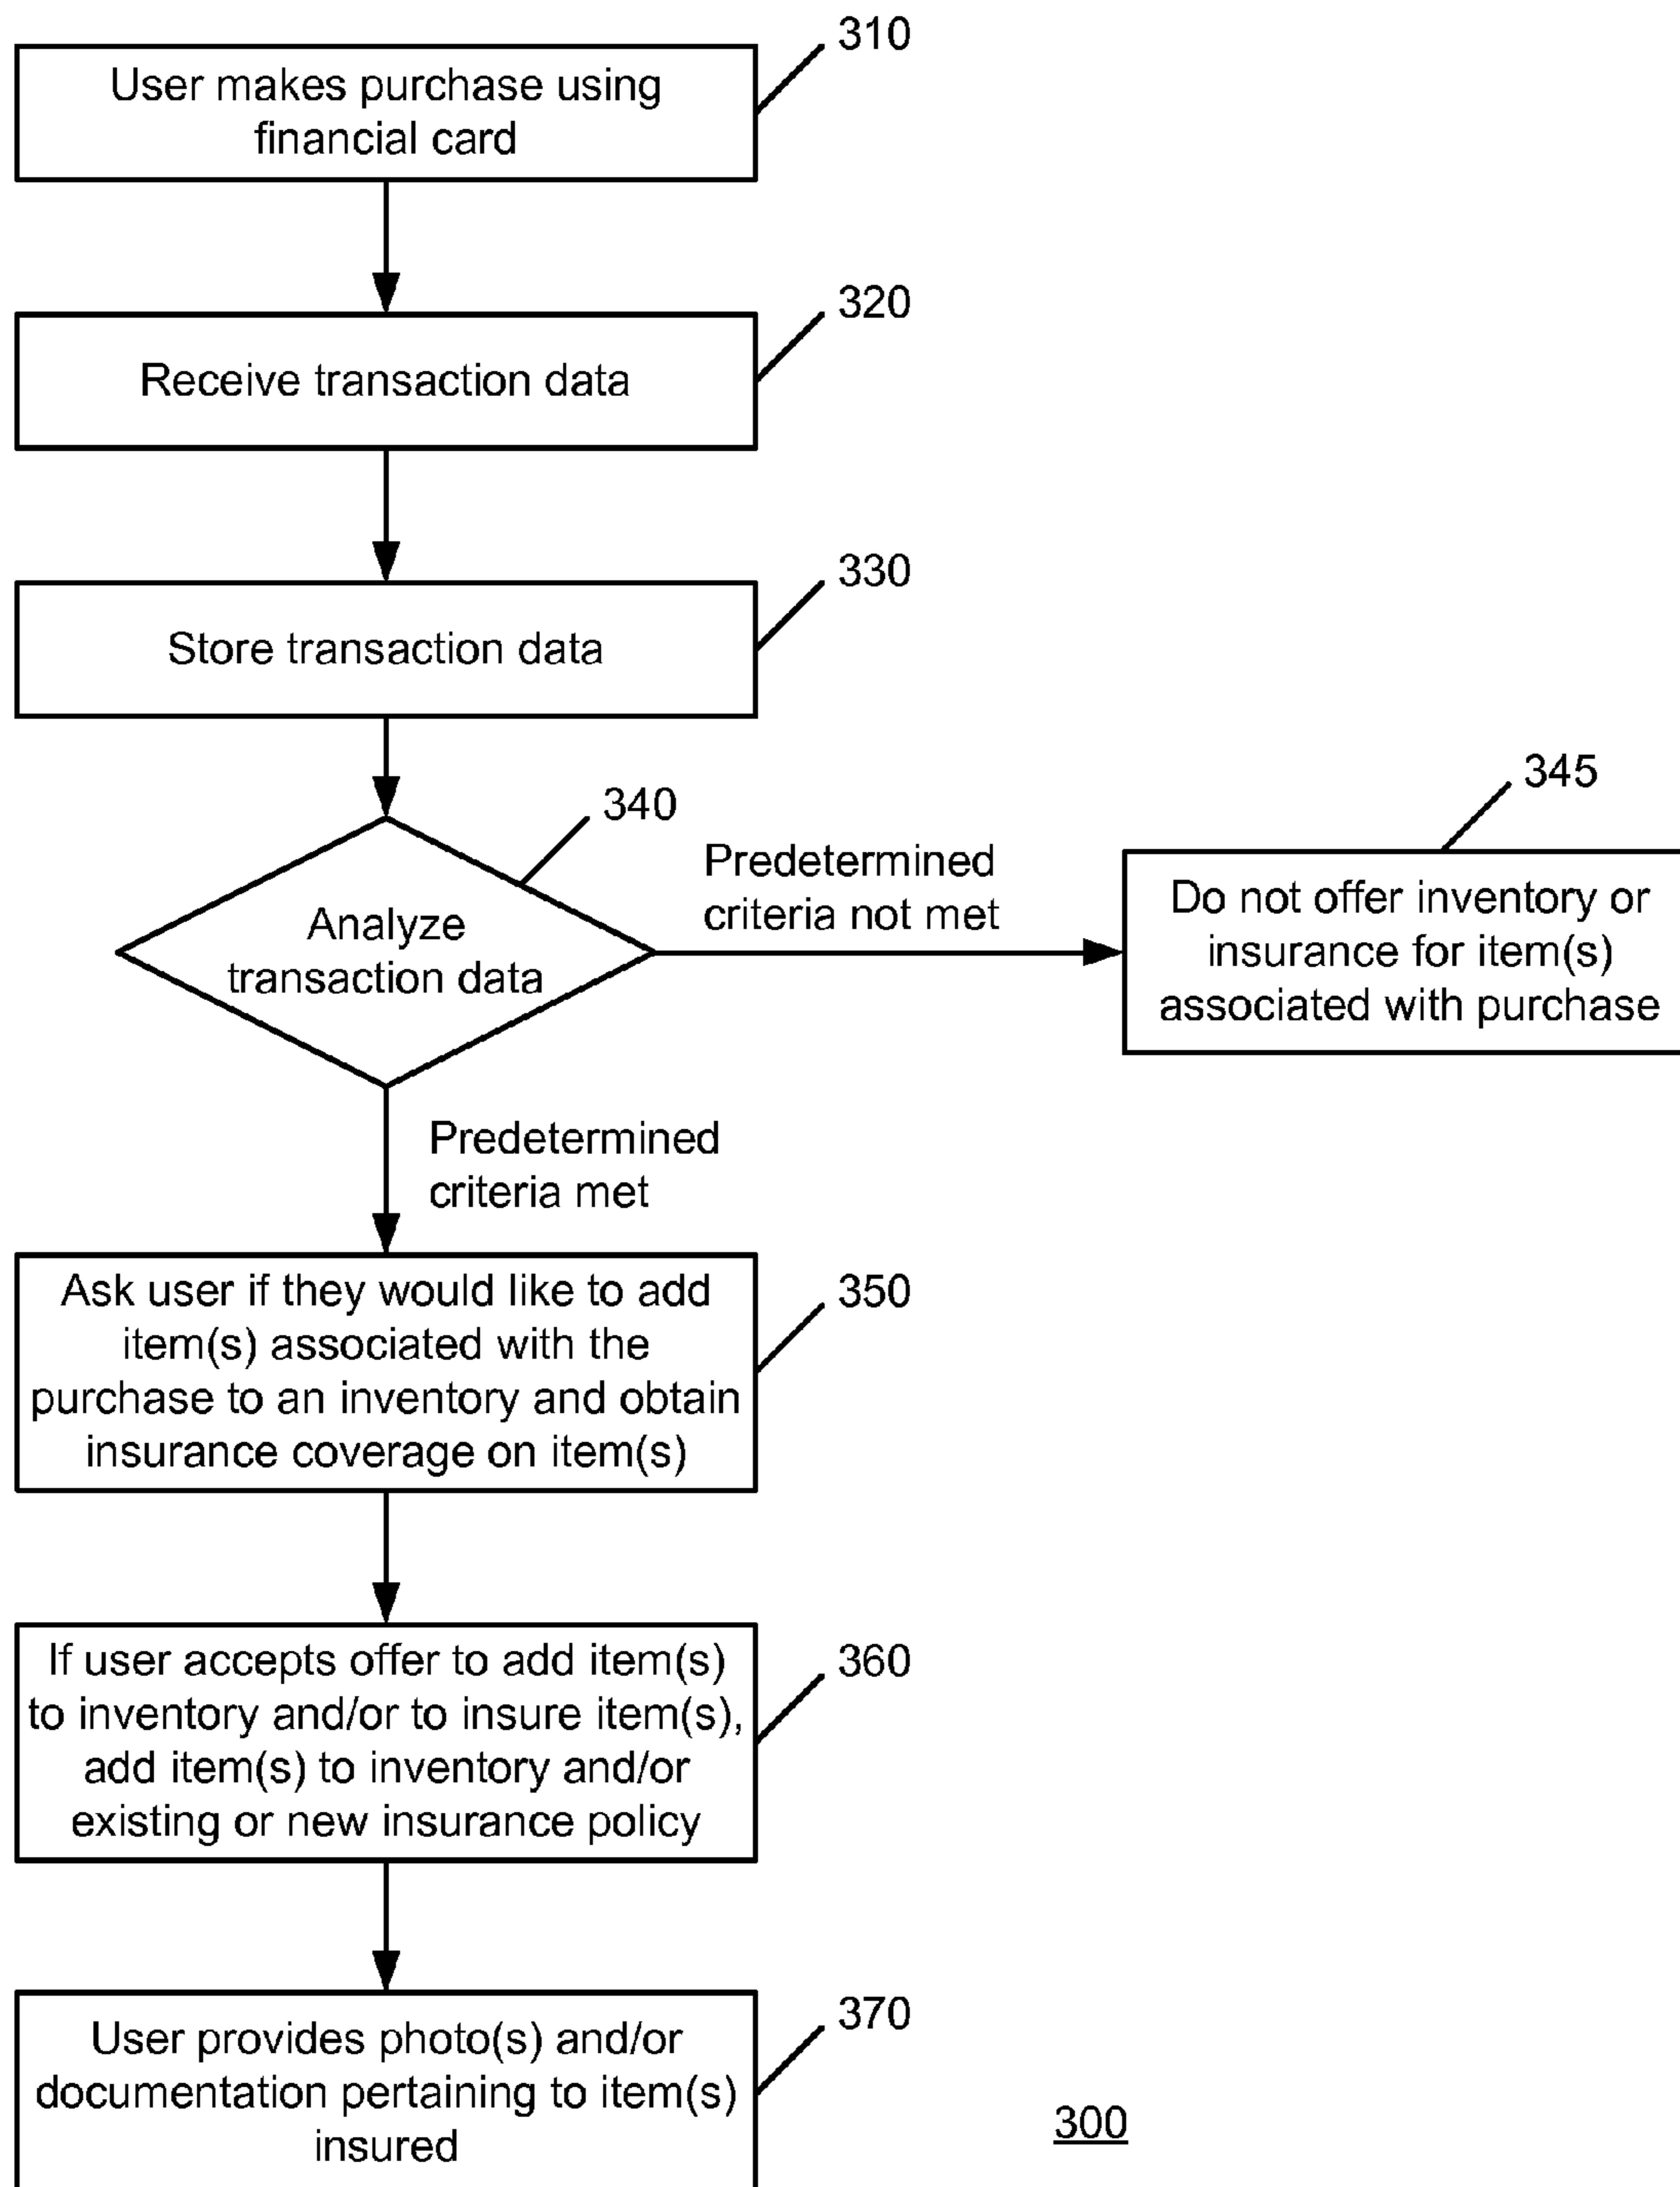 310
User makes purchase using
financial card
320
Receive transaction data
330
Store transaction data
340
Analyze
transaction data
Predetermined
criteria not met
345
Do not offer inventory or
insurance for item(s)
associated with purchase
Predetermined
criteria met
350
Ask user if they would like to add
item(s) associated with the
purchase to an inventory and obtain
insurance coverage on item(s)
360
If user accepts offer to add item(s)
to inventory and/or to insure item(s),
add item(s) to inventory and/or
existing or new insurance policy
370
User provides photo(s) and/or
documentation pertaining to item(s)
insured
300